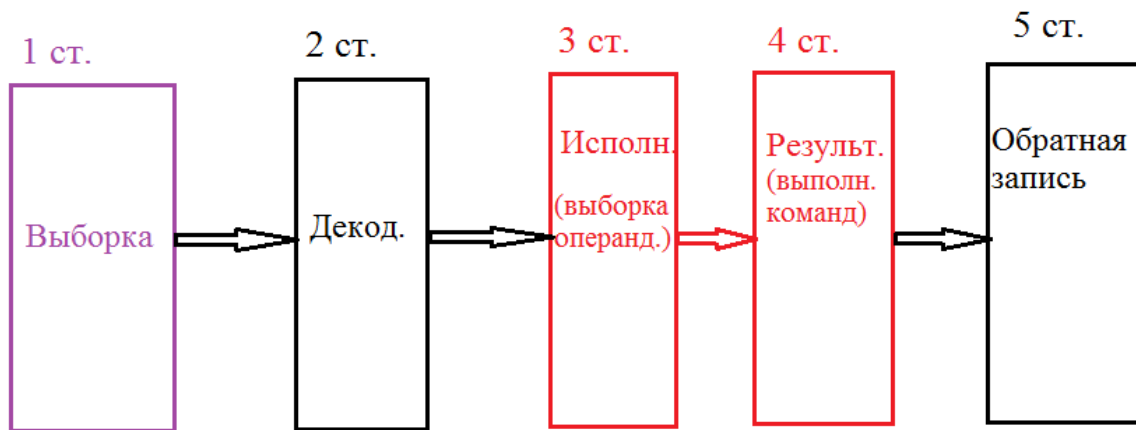 1 ст.
2 ст.
3 ст.
4 ст.
5 ст.
Выборка
Декод.
Исполн.
(выборка
операнд.)
Результ.
(выполн.
команд)
Обратная
запись